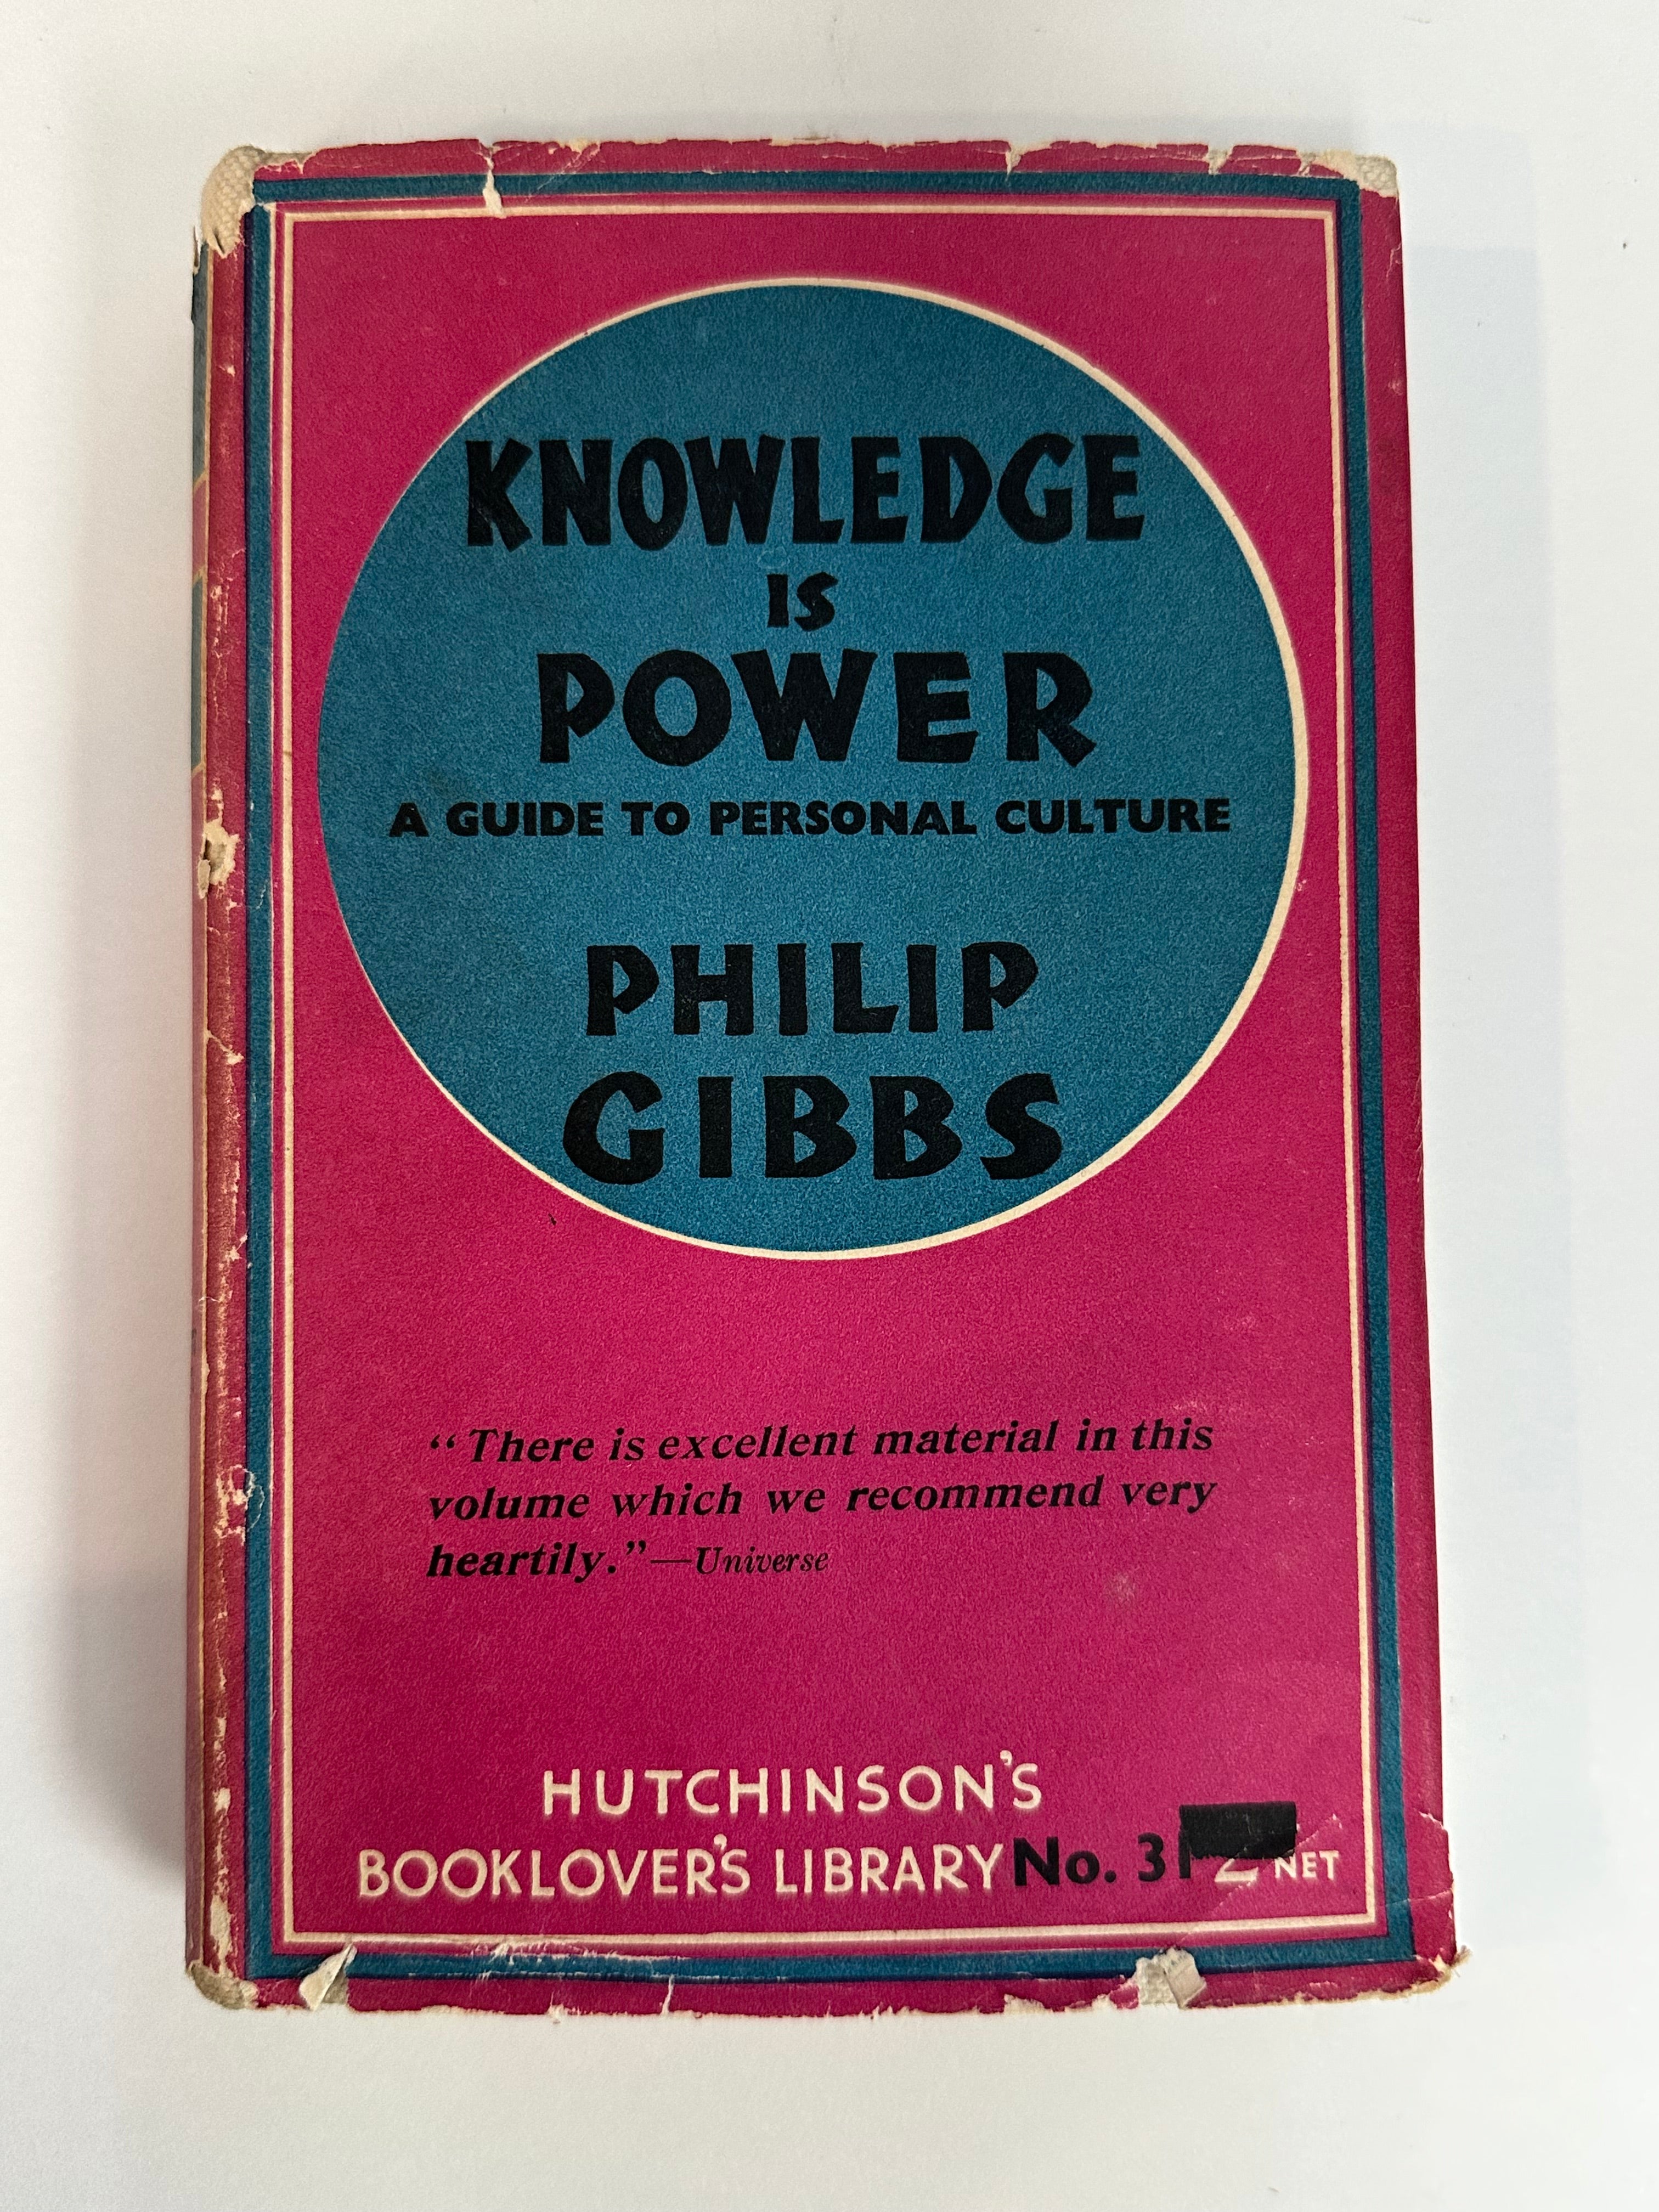 KNOWLEDGE
IS
POWER
A GUIDE TO PERSONAL CULTURE
PHILIP
GIBBS
“There is excellent material in this
volume which we recommend very
heartily.”—Universe
HUTCHINSON'S
BOOKLOVER'S LIBRARY No. 31 NET